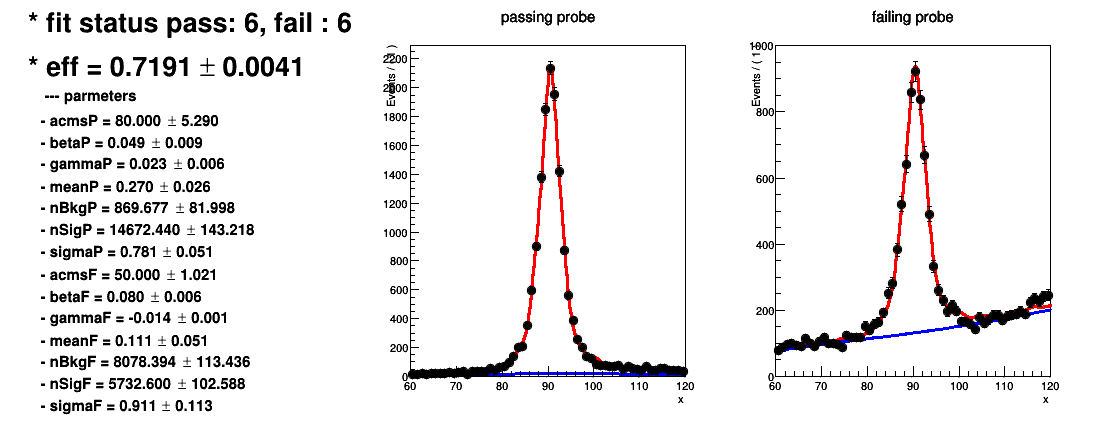 * fit status pass: 6, fail : 6
* eff = 0.7191 ± 0.0041
--- parmeters
- acmsP = 80.000 ± 5.290
- betaP = 0.049 ± 0.009
- gammaP = 0.023 ± 0.006
- meanP = 0.270 ± 0.026
- nBkgP = 869.677 ± 81.998
- nSigP = 14672.440 ± 143.218
- sigmaP = 0.781 ± 0.051
- acmsF = 50.000 ± 1.021
- betaF = 0.080 ± 0.006
- gammaF = -0.014 ± 0.001
- meanF = 0.111 ± 0.051
- nBkgF = 8078.394 ± 113.436
- nSigF = 5732.600 ± 102.588
- sigmaF = 0.911 ± 0.113
passing probe
Events / ( 1 )
2200
2000
1800
1600
1400
1200
1000
800
600
400
200
0
60 70 80 90 100 110 120
x
failing probe
Events / ( 1 )
1000
800
600
400
200
0
60 70 80 90 100 110 120
x